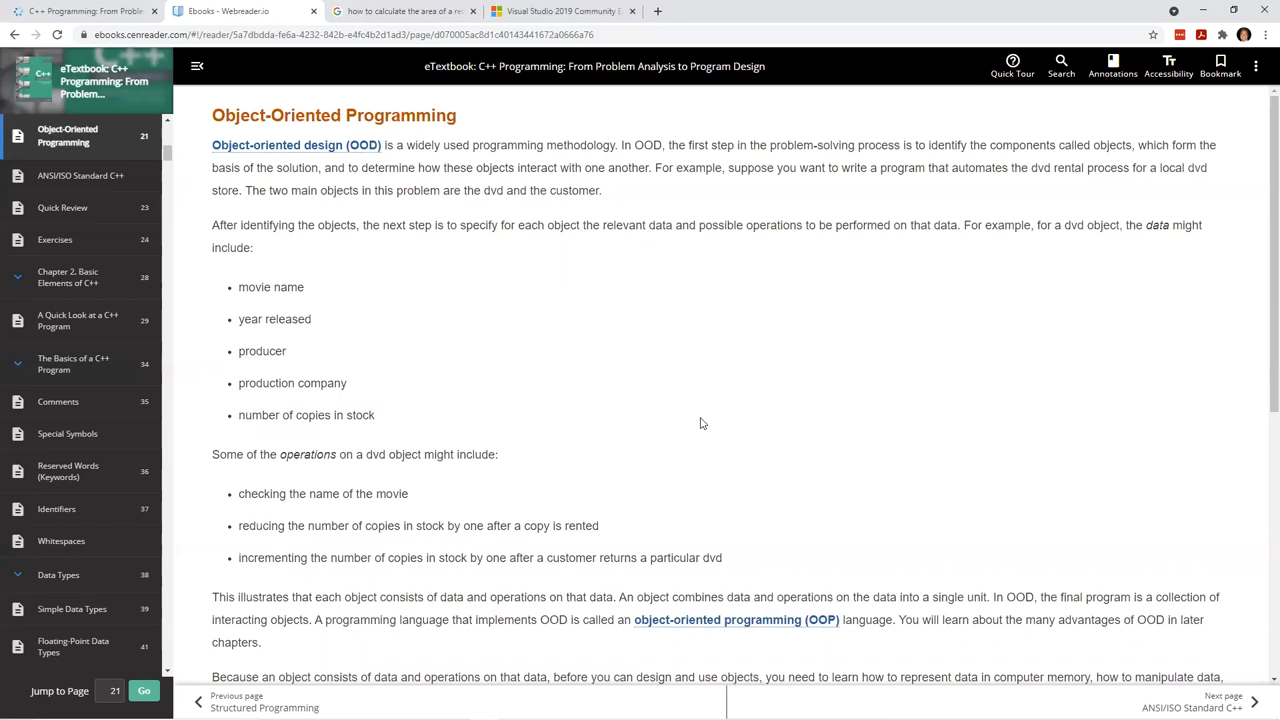 C++ Programming: From Proble
Ebooks - Webreader.io
how to calculate the area of a re
Visual Studio 2019 Community E
ebooks.cenreader.com/#!/reader/5a7dbdda-fe6a-4232-842b-e4fc4b2d1ad3/page/d070005ac8d1c40143441672a0666a76
C++
eTextbook: C++
Programming: From
Problem...
eTextbook: C++ Programming: From Problem Analysis to Program Design
Quick Tour
Search
Annotations
Accessibility
Bookmark
Object-Oriented
Programming
21
ANSI/ISO Standard C++
Quick Review
23
Exercises
24
Chapter 2. Basic
Elements of C++
28
A Quick Look at a C++
Program
29
The Basics of a C++
Program
34
Comments
35
Special Symbols
Reserved Words
(Keywords)
36
Identifiers
37
Whitespaces
Data Types
38
Simple Data Types
39
Floating-Point Data
Types
41
Jump to Page
21
Go
Object-Oriented Programming
Object-oriented design (OOD) is a widely used programming methodology. In OOD, the first step in the problem-solving process is to identify the components called objects, which form the
basis of the solution, and to determine how these objects interact with one another. For example, suppose you want to write a program that automates the dvd rental process for a local dvd
store. The two main objects in this problem are the dvd and the customer.
After identifying the objects, the next step is to specify for each object the relevant data and possible operations to be performed on that data. For example, for a dvd object, the data might
include:
• movie name
• year released
• producer
• production company
• number of copies in stock
Some of the operations on a dvd object might include:
• checking the name of the movie
• reducing the number of copies in stock by one after a copy is rented
• incrementing the number of copies in stock by one after a customer returns a particular dvd
This illustrates that each object consists of data and operations on that data. An object combines data and operations on the data into a single unit. In OOD, the final program is a collection of
interacting objects. A programming language that implements OOD is called an object-oriented programming (OOP) language. You will learn about the many advantages of OOD in later
chapters.
Because an object consists of data and operations on that data, before you can design and use objects, you need to learn how to represent data in computer memory, how to manipulate data,
Previous page
Structured Programming
Next page
ANSI/ISO Standard C++